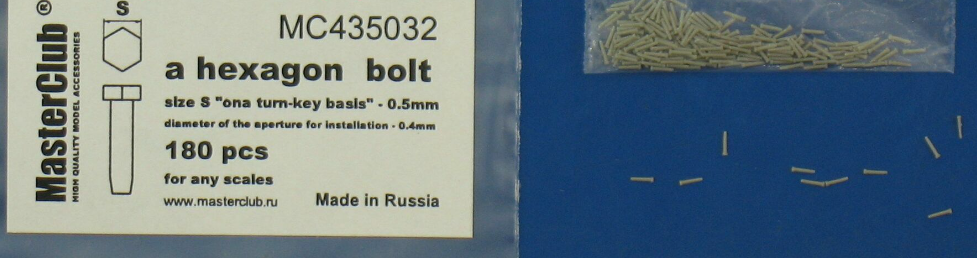 MasterClub®
HIGH QUALITY MODEL ACCESSORIES
S
MC435032
a hexagon bolt
size S "ona turn-key basis" - 0.5mm
diameter of the aperture for installation - 0.4mm
180 pcs
for any scales
www.masterclub.ru Made in Russia